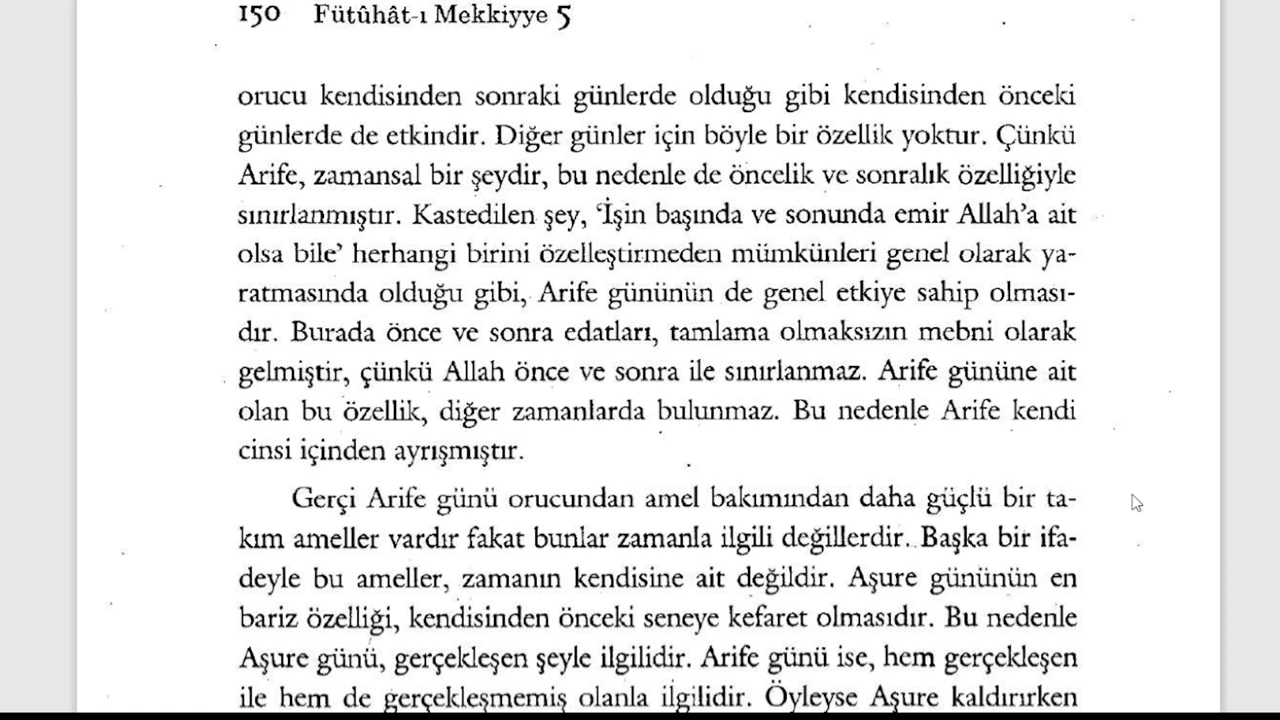 150 Fütûhât-ı Mekkiyye 5
orucu kendisinden sonraki günlerde olduğu gibi kendisinden önceki
günlerde de etkindir. Diğer günler için böyle bir özellik yoktur. Çünkü
Arife, zamansal bir şeydir, bu nedenle de öncelik ve sonralık özelliğiyle
sınırlanmıştır. Kastedilen şey, ‘İşin başında ve sonunda emir Allah’a ait
olsa bile’ herhangi birini özelleştirmeden mümkünleri genel olarak ya-
ratmasında olduğu gibi, Arife gününün de genel etkiye sahip olması-
dır. Burada önce ve sonra edatları, tamlama olmaksızın mebni olarak
gelmiştir, çünkü Allah önce ve sonra ile sınırlanmaz. Arife gününe ait
olan bu özellik, diğer zamanlarda bulunmaz. Bu nedenle Arife kendi
cinsi içinden ayrışmıştır.
Gerçi Arife günü orucundan amel bakımından daha güçlü bir ta-
kım ameller vardır fakat bunlar zamanla ilgili değillerdir. Başka bir ifa-
deyle bu ameller, zamanın kendisine ait değildir. Aşure gününün en
bariz özelliği, kendisinden önceki seneye kefaret olmasıdır. Bu nedenle
Aşure günü, gerçekleşen şeyle ilgilidir. Arife günü ise, hem gerçekleşen
ile hem de gerçekleşmemiş olanla ilgilidir. Öyleyse Aşure kaldırırken